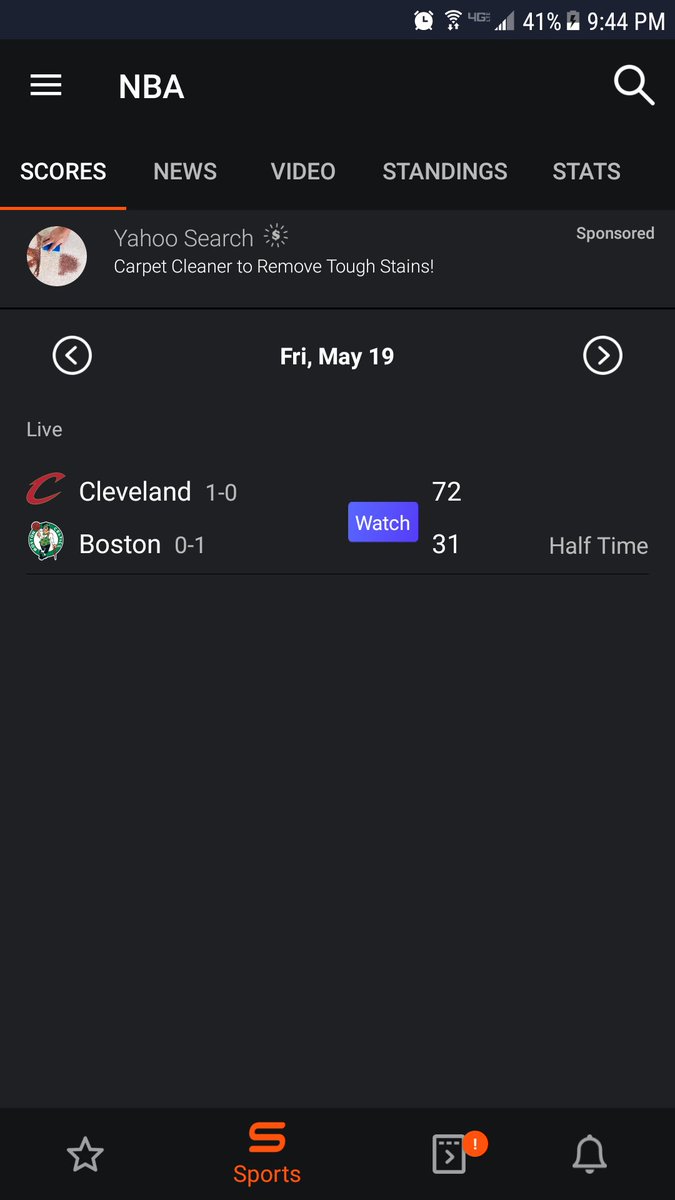 4G 41% 9:44 PM
NBA
SCORES NEWS VIDEO STANDINGS STATS
Yahoo Search $ Sponsored
Carpet Cleaner to Remove Tough Stains!
Fri, May 19
Live
Cleveland 1-0 72
Watch
Boston 0-1 31 Half Time
!
Sports